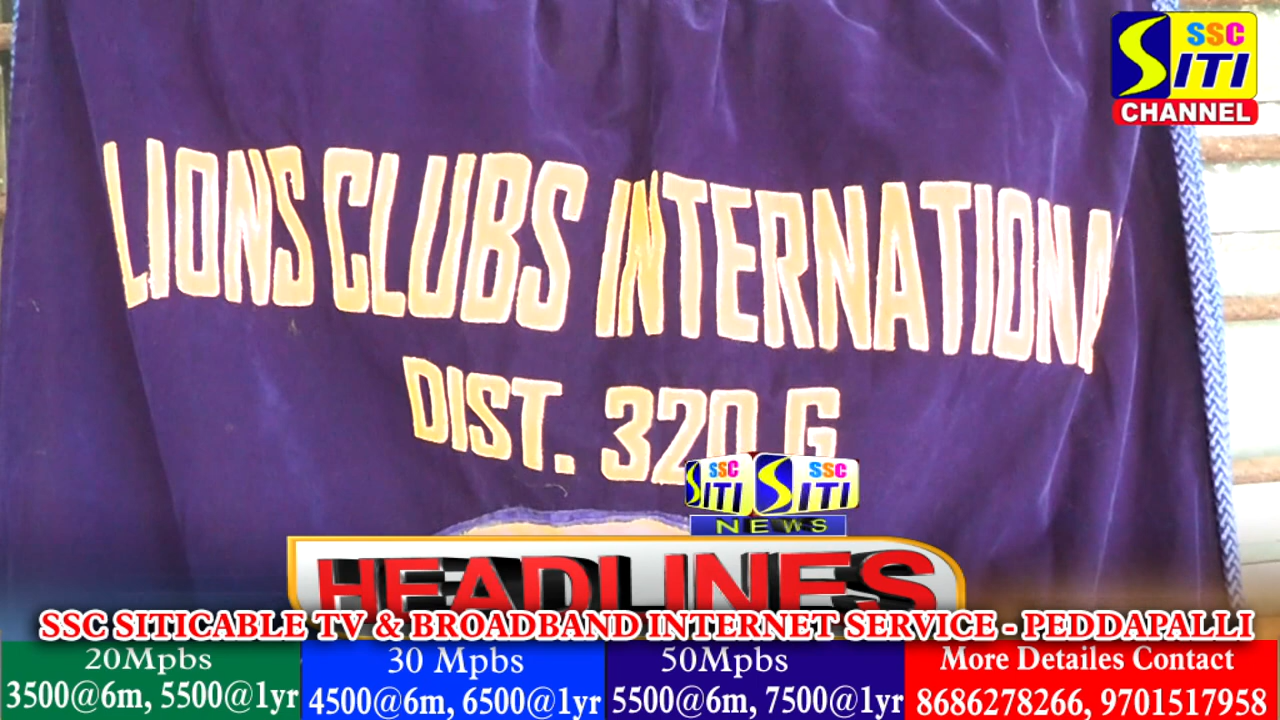 SSC
SITI
CHANNEL
LIONS CLUBS INTERNATIONA
DIST. 320 G
SSC
SITI
SSC
SITI
NEWS
HEADLINES
SSC SITICABLE TV & BROADBAND INTERNET SERVICE - PEDDAPALLI
20Mpbs
3500@6m, 5500@1yr
30 Mpbs
4500@6m, 6500@1yr
50Mpbs
5500@6m, 7500@1yr
More Detailes Contact
8686278266, 9701517958